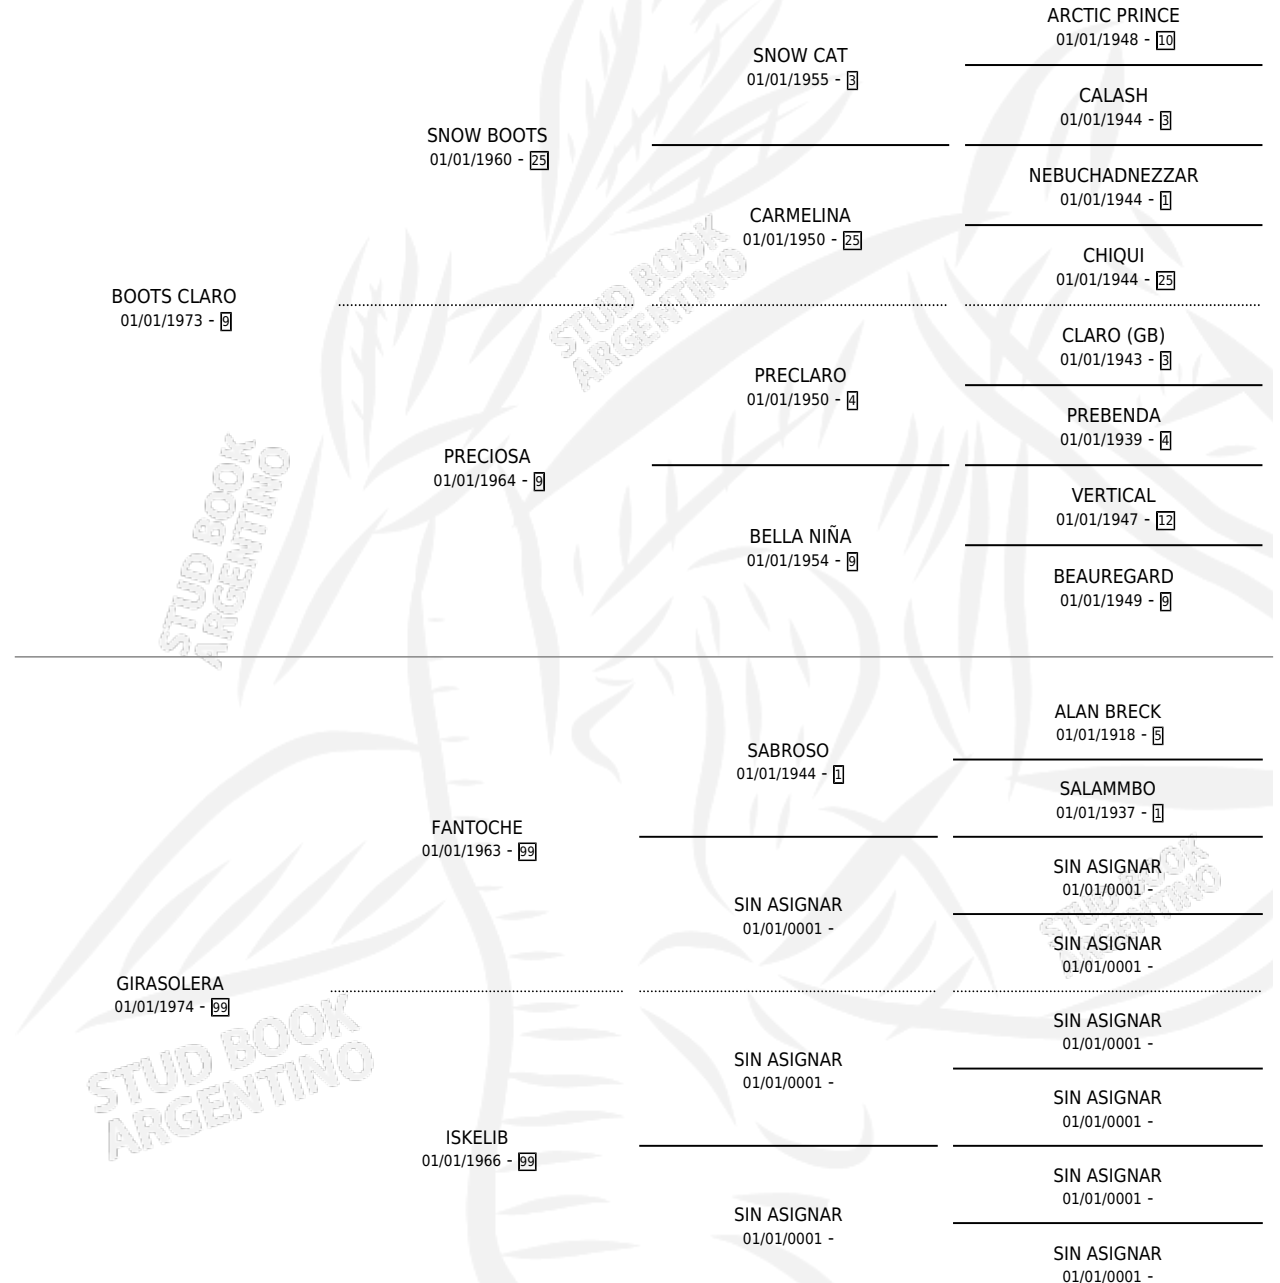 ARCTIC PRINCE
01/01/1948 - 10
SNOW CAT
01/01/1955 - 3
CALASH
01/01/1944 - 3
SNOW BOOTS
01/01/1960 - 25
NEBUCHADNEZZAR
01/01/1944 - 1
CARMELINA
01/01/1950 - 25
CHIQUI
01/01/1944 - 25
BOOTS CLARO
01/01/1973 - 9
CLARO (GB)
01/01/1943 - 3
PRECLARO
01/01/1950 - 4
PREBENDA
01/01/1939 - 4
PRECIOSA
01/01/1964 - 9
VERTICAL
01/01/1947 - 12
BELLA NIÑA
01/01/1954 - 9
BEAUREGARD
01/01/1949 - 9
STUD BOOK
ARGENTINO
STUD BOOK
ARGENTINO
ALAN BRECK
01/01/1918 - 5
SABROSO
01/01/1944 - 1
SALAMMBO
01/01/1937 - 1
FANTOCHE
01/01/1963 - 99
SIN ASIGNAR
01/01/0001 -
SIN ASIGNAR
01/01/0001 -
SIN ASIGNAR
01/01/0001 -
STUD BOOK
ARGENTINO
GIRASOLERA
01/01/1974 - 99
SIN ASIGNAR
01/01/0001 -
SIN ASIGNAR
01/01/0001 -
SIN ASIGNAR
01/01/0001 -
ISKELIB
01/01/1966 - 99
SIN ASIGNAR
01/01/0001 -
SIN ASIGNAR
01/01/0001 -
SIN ASIGNAR
01/01/0001 -
STUD BOOK
ARGENTINO